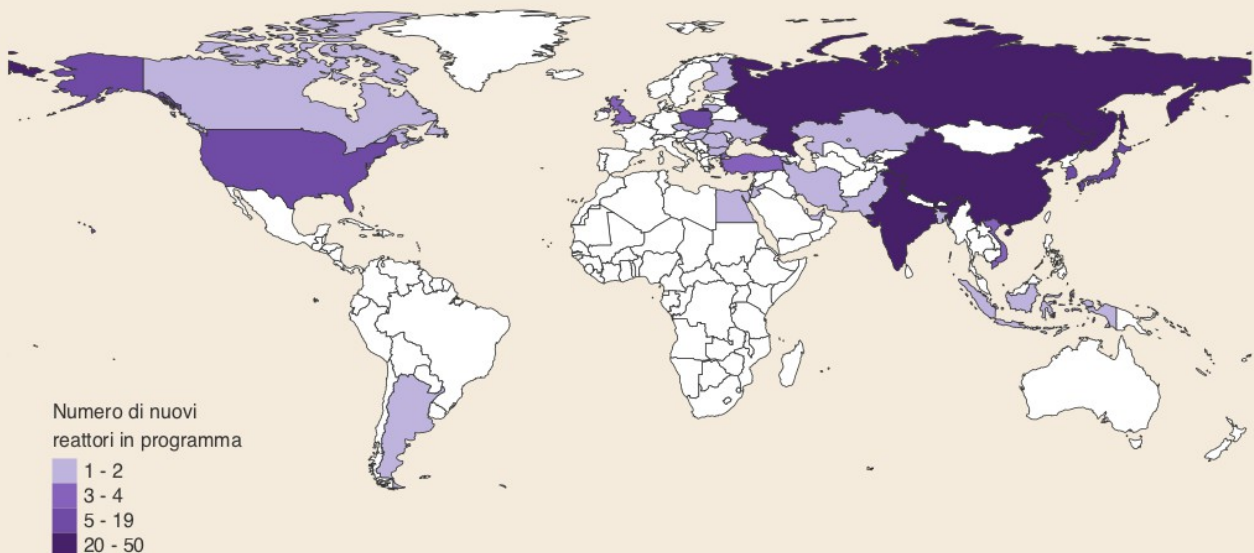 Numero di nuovi
reattori in programma
1 - 2
3 - 4
5 - 19
20 - 50